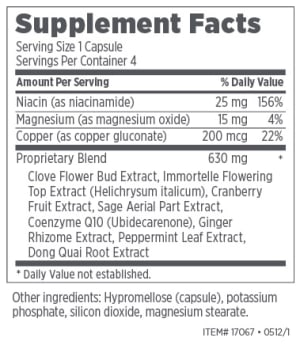 Supplement Facts
Serving Size 1 Capsule
Servings Per Container 4
Amount Per Serving % Daily Value
Niacin (as niacinamide) 25 mg 156%
Magnesium (as magnesium oxide) 15 mg 4%
Copper (as copper gluconate) 200 mcg 22%
Proprietary Blend 630 mg *
Clove Flower Bud Extract, Immortelle Flowering
Top Extract (Helichrysum italicum), Cranberry
Fruit Extract, Sage Aerial Part Extract,
Coenzyme Q10 (Ubidecarenone), Ginger
Rhizome Extract, Peppermint Leaf Extract,
Dong Quai Root Extract
* Daily Value not established.
Other ingredients: Hypromellose (capsule), potassium
phosphate, silicon dioxide, magnesium stearate.
ITEM# 17067 • 0512/1